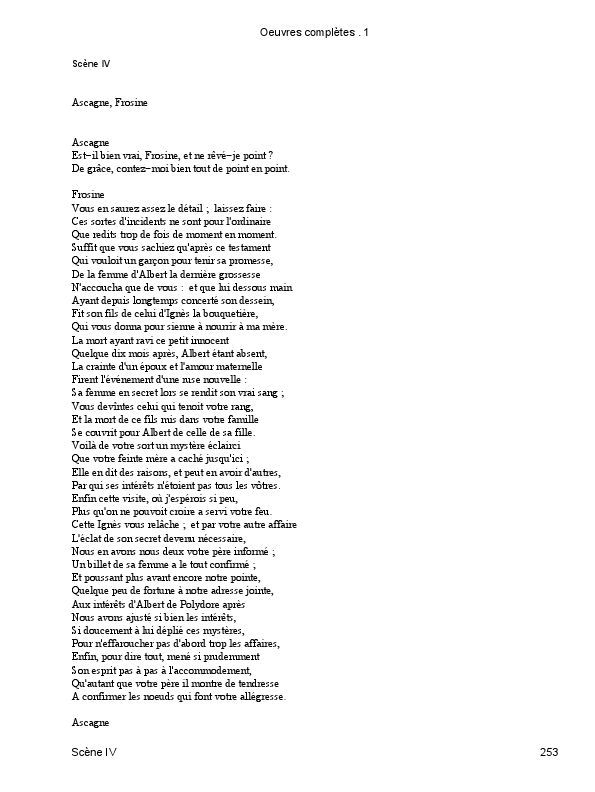 Oeuvres complètes . 1
Scène IV
Ascagne, Frosine
Ascagne
Est-il bien vrai, Frosine, et ne rêvé-je point ?
De grâce, contez-moi bien tout de point en point.
Frosine
Vous en saurez assez le détail ; laissez faire :
Ces sortes d'incidents ne sont pour l'ordinaire
Que redits trop de fois de moment en moment.
Suffit que vous sachiez qu'après ce testament
Qui vouloit un garçon pour tenir sa promesse,
De la femme d'Albert la dernière grossesse
N'accoucha que de vous : et que lui dessous main
Ayant depuis longtemps concerté son dessein,
Fit son fils de celui d'Ignès la bouquetière,
Qui vous donna pour sienne à nourrir à ma mère.
La mort ayant ravi ce petit innocent
Quelque dix mois après, Albert étant absent,
La crainte d'un époux et l'amour maternelle
Firent l'événement d'une ruse nouvelle :
Sa femme en secret lors se rendit son vrai sang ;
Vous devîntes celui qui tenoit votre rang,
Et la mort de ce fils mis dans votre famille
Se couvrit pour Albert de celle de sa fille.
Voilà de votre sort un mystère éclairci
Que votre feinte mère a caché jusqu'ici ;
Elle en dit des raisons, et peut en avoir d'autres,
Par qui ses intérêts n'étoient pas tous les vôtres.
Enfin cette visite, où j'espérois si peu,
Plus qu'on ne pouvoit croire a servi votre feu.
Cette Ignès vous relâche ; et par votre autre affaire
L'éclat de son secret devenu nécessaire,
Nous en avons nous deux votre père informé ;
Un billet de sa femme a le tout confirmé ;
Et poussant plus avant encore notre pointe,
Quelque peu de fortune à notre adresse jointe,
Aux intérêts d'Albert de Polydore après
Nous avons ajusté si bien les intérêts,
Si doucement à lui déplié ces mystères,
Pour n'effaroucher pas d'abord trop les affaires,
Enfin, pour dire tout, mené si prudemment
Son esprit pas à pas à l'accommodement,
Qu'autant que votre père il montre de tendresse
A confirmer les noeuds qui font votre allégresse.
Ascagne
Scène IV
253